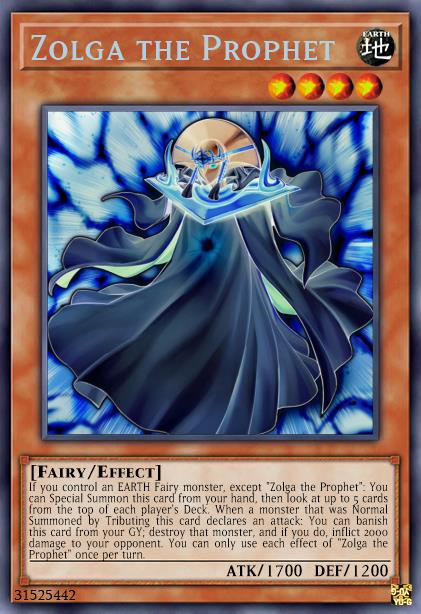 Zolga the Prophet
EARTH
地
[Fairy/Effect]
If you control an EARTH Fairy monster, except "Zolga the Prophet": You
can Special Summon this card from your hand, then look at up to 5 cards
from the top of each player's Deck. When a monster that was Normal
Summoned by Tributing this card declares an attack: You can banish
this card from your GY; destroy that monster, and if you do, inflict 2000
damage to your opponent. You can only use each effect of "Zolga the
Prophet" once per turn.
ATK/1700 DEF/1200
31525442